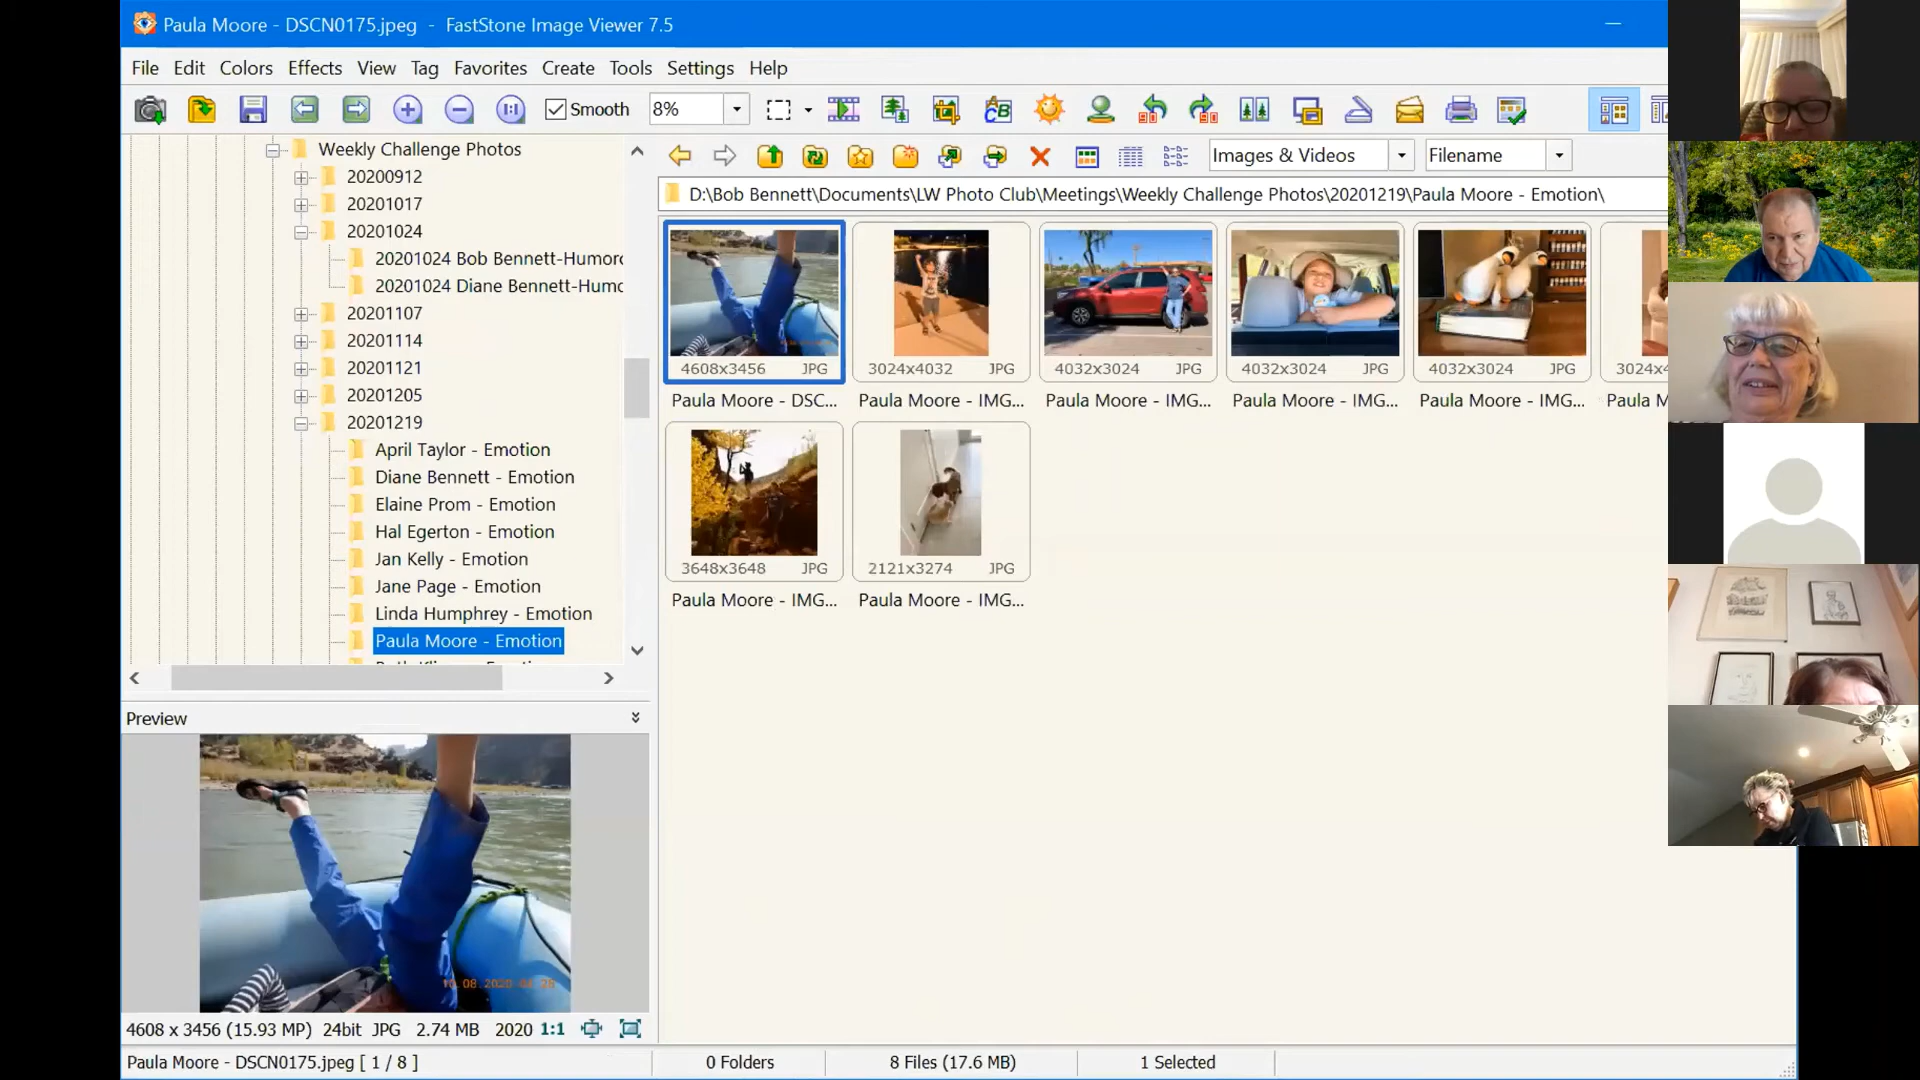 Paula Moore - DSCN0175.jpeg - FastStone Image Viewer 7.5
File Edit Colors Effects View Tag Favorites Create Tools Settings Help
Smooth 8%
Weekly Challenge Photos
20200912
20201017
20201024
20201024 Bob Bennett-Humoro
20201024 Diane Bennett-Humo
20201107
20201114
20201121
20201205
20201219
April Taylor - Emotion
Diane Bennett - Emotion
Elaine Prom - Emotion
Hal Egerton - Emotion
Jan Kelly - Emotion
Jane Page - Emotion
Linda Humphrey - Emotion
Paula Moore - Emotion
Images & Videos Filename
D:\Bob Bennett\Documents\LW Photo Club\Meetings\Weekly Challenge Photos\20201219\Paula Moore - Emotion\
4608x3456 JPG 3024x4032 JPG 4032x3024 JPG 4032x3024 JPG 4032x3024 JPG 3024x4
Paula Moore - DSC... Paula Moore - IMG... Paula Moore - IMG... Paula Moore - IMG... Paula Moore - IMG... Paula M
3648x3648 JPG 2121x3274 JPG
Paula Moore - IMG... Paula Moore - IMG...
Preview
4608 x 3456 (15.93 MP) 24bit JPG 2.74 MB 2020 1:1
Paula Moore - DSCN0175.jpeg [ 1 / 8 ] 0 Folders 8 Files (17.6 MB) 1 Selected